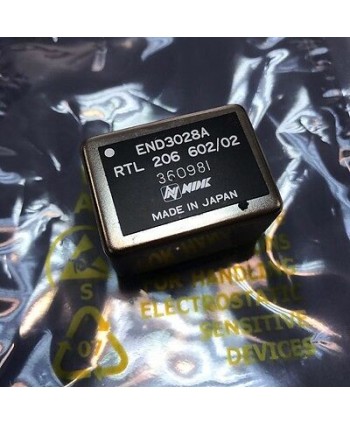 END3028A
RTL 206 602/02
360981
NDK
MADE IN JAPAN
S
FOR HANDLING
ELECTROSTATIC
SENSITIVE
DEVICES